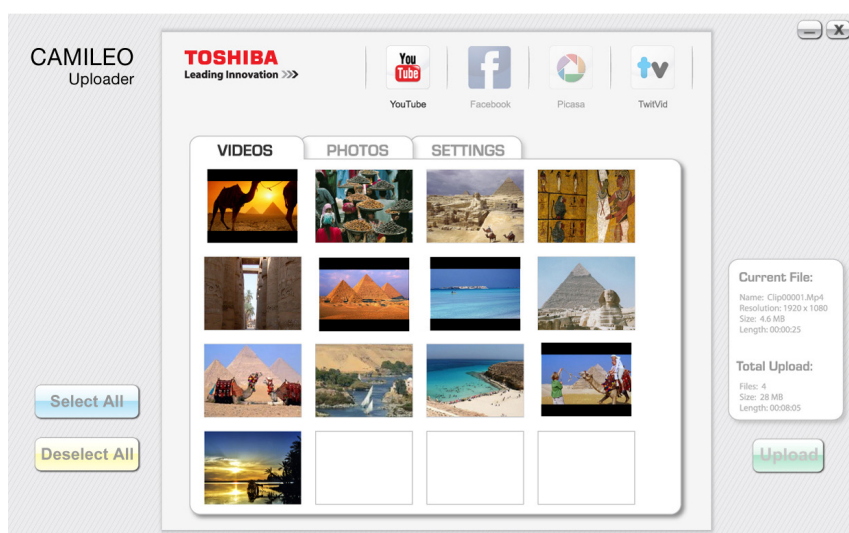 CAMILEO
Uploader
TOSHIBA
Leading Innovation >>>
You
Tube
YouTube
Facebook
Picasa
TwitVid
VIDEOS
PHOTOS
SETTINGS
Current File:
Name: Clip00001.Mp4
Resolution: 1920 x 1080
Size: 4.6 MB
Length: 00:00:25
Total Upload:
Files: 4
Size: 28 MB
Length: 00:08:05
Select All
Deselect All
Upload